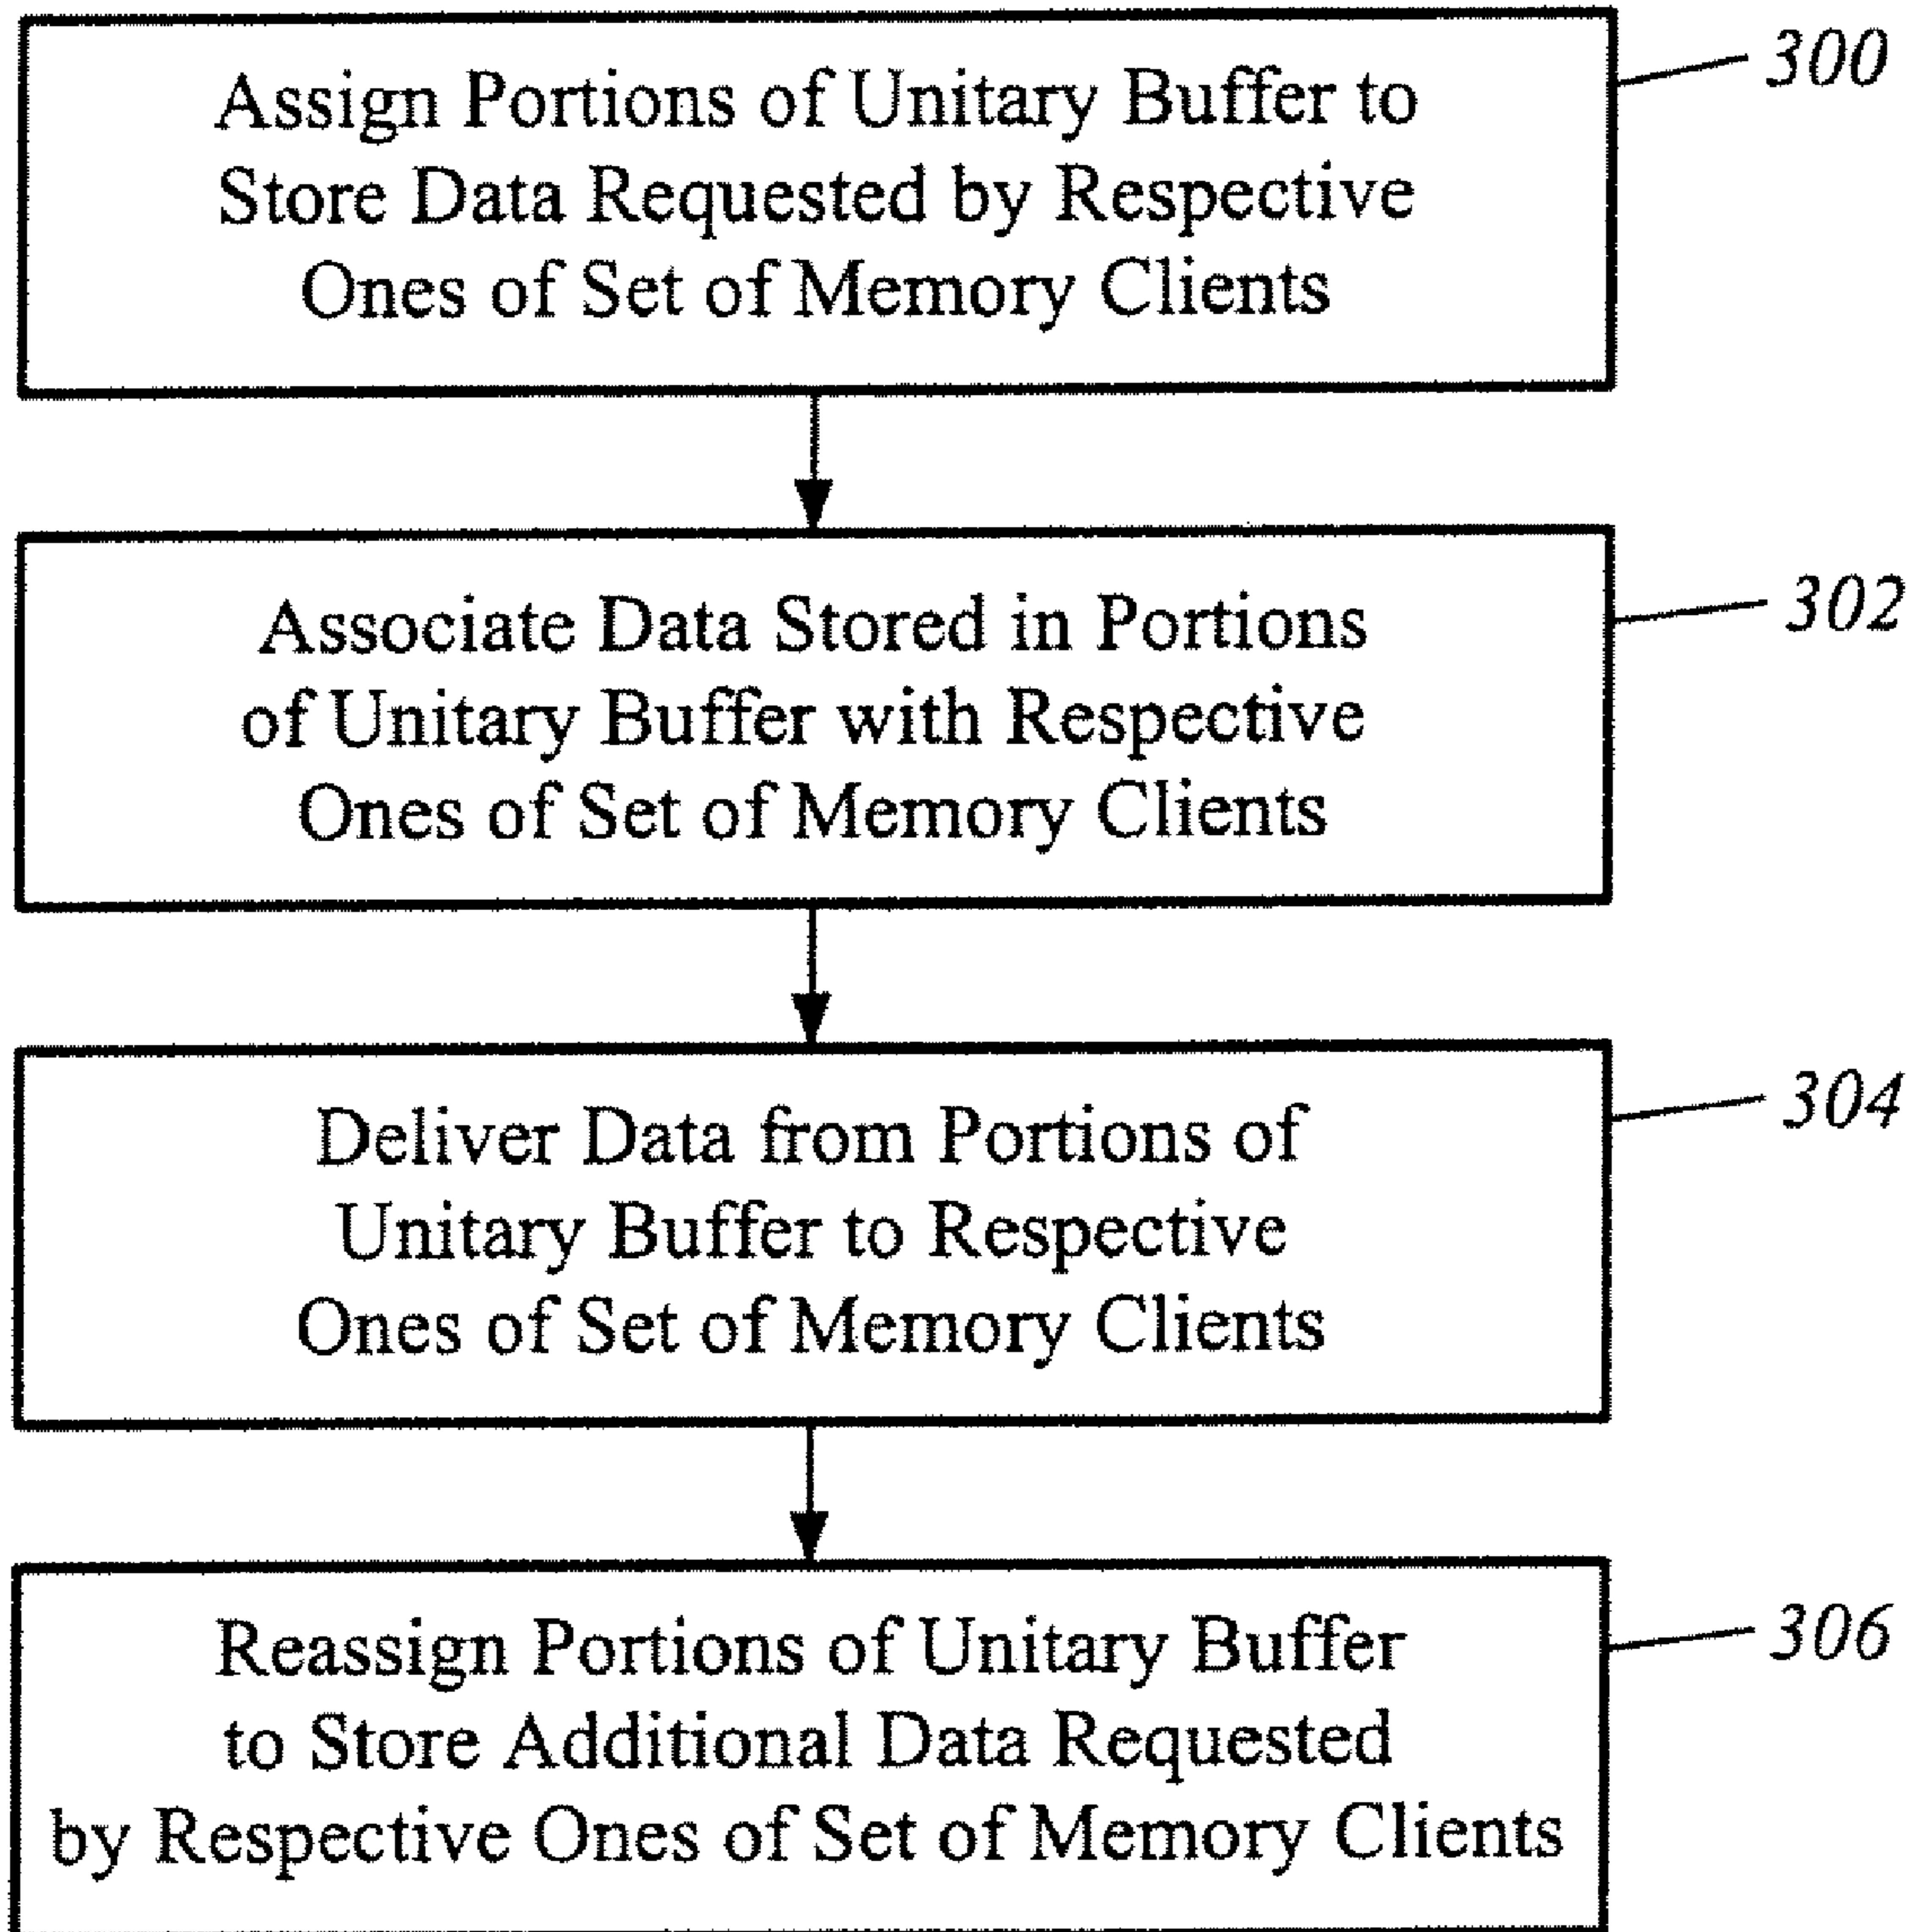 Assign Portions of Unitary Buffer to
Store Data Requested by Respective
Ones of Set of Memory Clients
300
Associate Data Stored in Portions
of Unitary Buffer with Respective
Ones of Set of Memory Clients
302
Deliver Data from Portions of
Unitary Buffer to Respective
Ones of Set of Memory Clients
304
Reassign Portions of Unitary Buffer
to Store Additional Data Requested
by Respective Ones of Set of Memory Clients
306